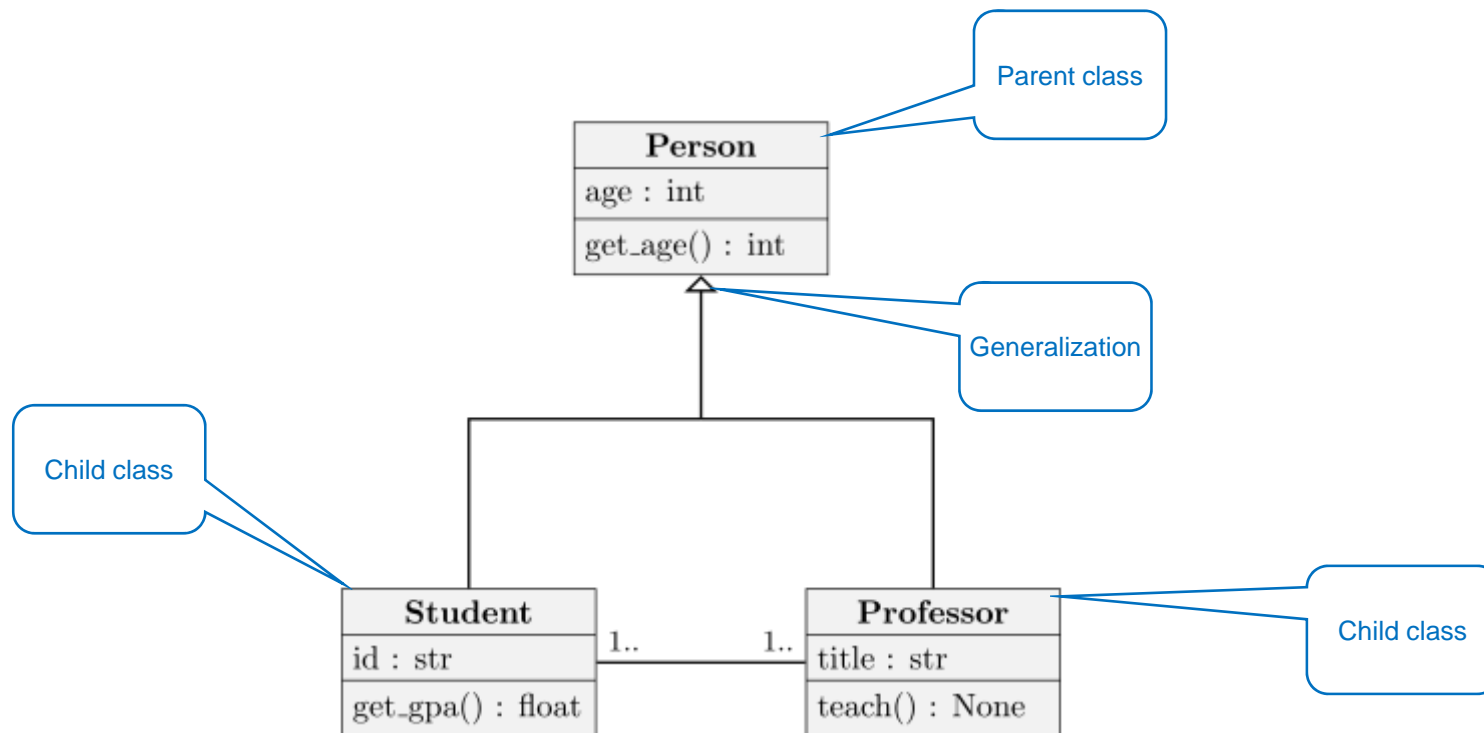 Parent class
Person
age : int
get_age() : int
Generalization
Child class
Student
id : str
get_gpa() : float
1..
1..
Professor
title : str
teach() : None
Child class